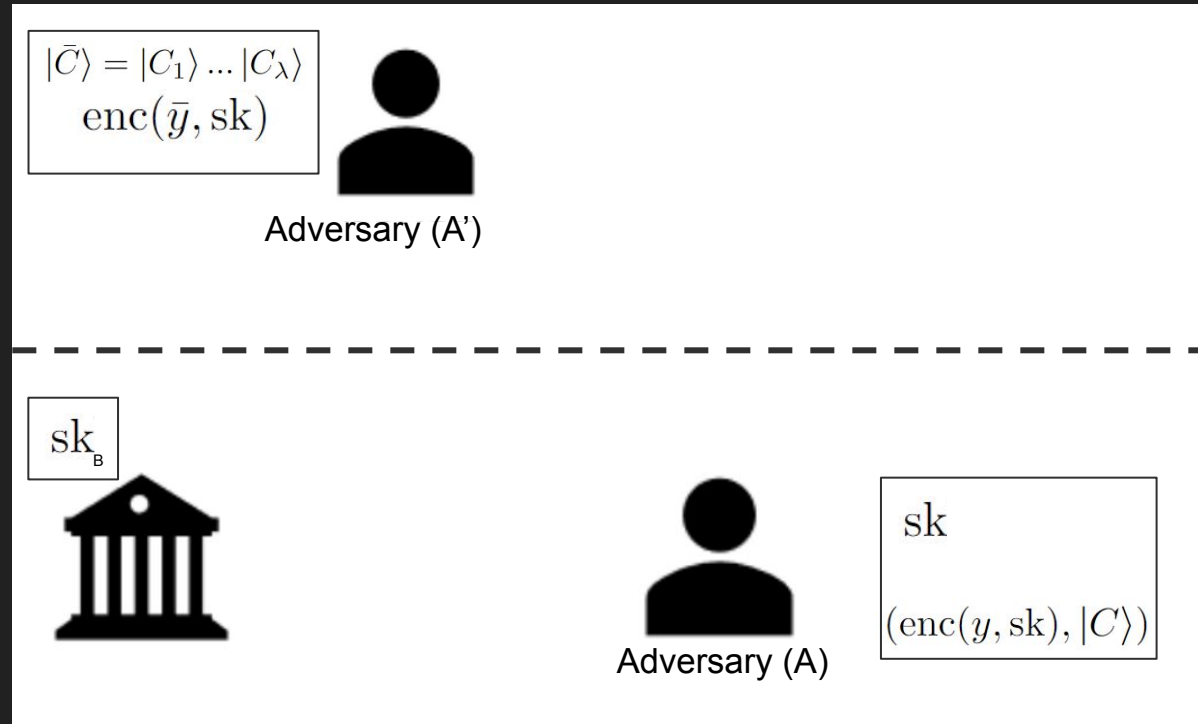 |C̄⟩ = |C₁⟩ ... |C_λ⟩
enc(ȳ, sk)
Adversary (A’)
sk_B
sk
(enc(y, sk), |C⟩)
Adversary (A)